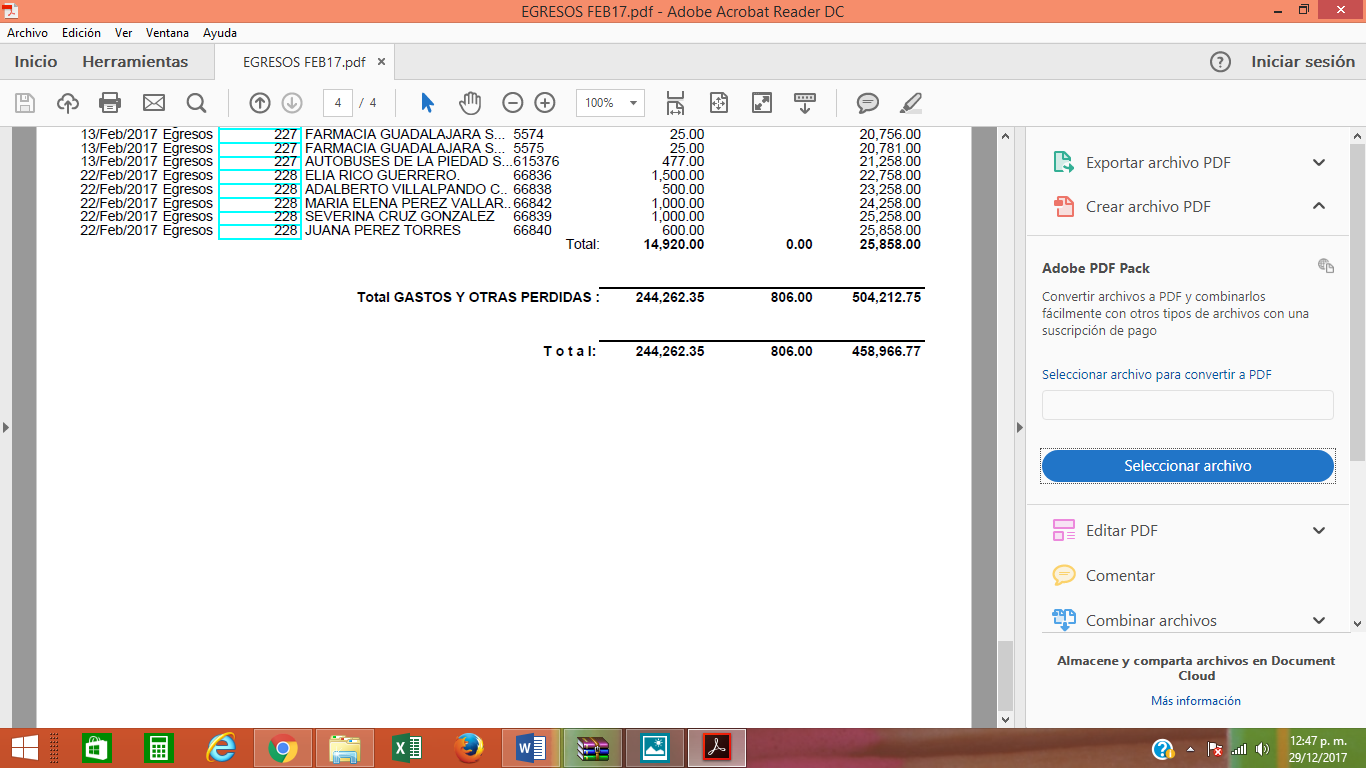 EGRESOS FEB17.pdf - Adobe Acrobat Reader DC
Archivo Edición Ver Ventana Ayuda
Inicio Herramientas EGRESOS FEB17.pdf × Iniciar sesión
4 / 4 100%
13/Feb/2017 Egresos 227 FARMACIA GUADALAJARA S... 5574 25.00 20,756.00
13/Feb/2017 Egresos 227 FARMACIA GUADALAJARA S... 5575 25.00 20,781.00
13/Feb/2017 Egresos 227 AUTOBUSES DE LA PIEDAD S... 615376 477.00 21,258.00
22/Feb/2017 Egresos 228 ELIA RICO GUERRERO. 66836 1,500.00 22,758.00
22/Feb/2017 Egresos 228 ADALBERTO VILLALPANDO C.. 66838 500.00 23,258.00
22/Feb/2017 Egresos 228 MARIA ELENA PEREZ VALLAR.. 66842 1,000.00 24,258.00
22/Feb/2017 Egresos 228 SEVERINA CRUZ GONZALEZ 66839 1,000.00 25,258.00
22/Feb/2017 Egresos 228 JUANA PEREZ TORRES 66840 600.00 25,858.00
Total: 14,920.00 0.00 25,858.00
Total GASTOS Y OTRAS PERDIDAS : 244,262.35 806.00 504,212.75
T o t a l: 244,262.35 806.00 458,966.77
Exportar archivo PDF
Crear archivo PDF
Adobe PDF Pack
Convertir archivos a PDF y combinarlos
fácilmente con otros tipos de archivos con una
suscripción de pago
Seleccionar archivo para convertir a PDF
Seleccionar archivo
Editar PDF
Comentar
Combinar archivos
Almacene y comparta archivos en Document
Cloud
Más información
12:47 p. m.
29/12/2017